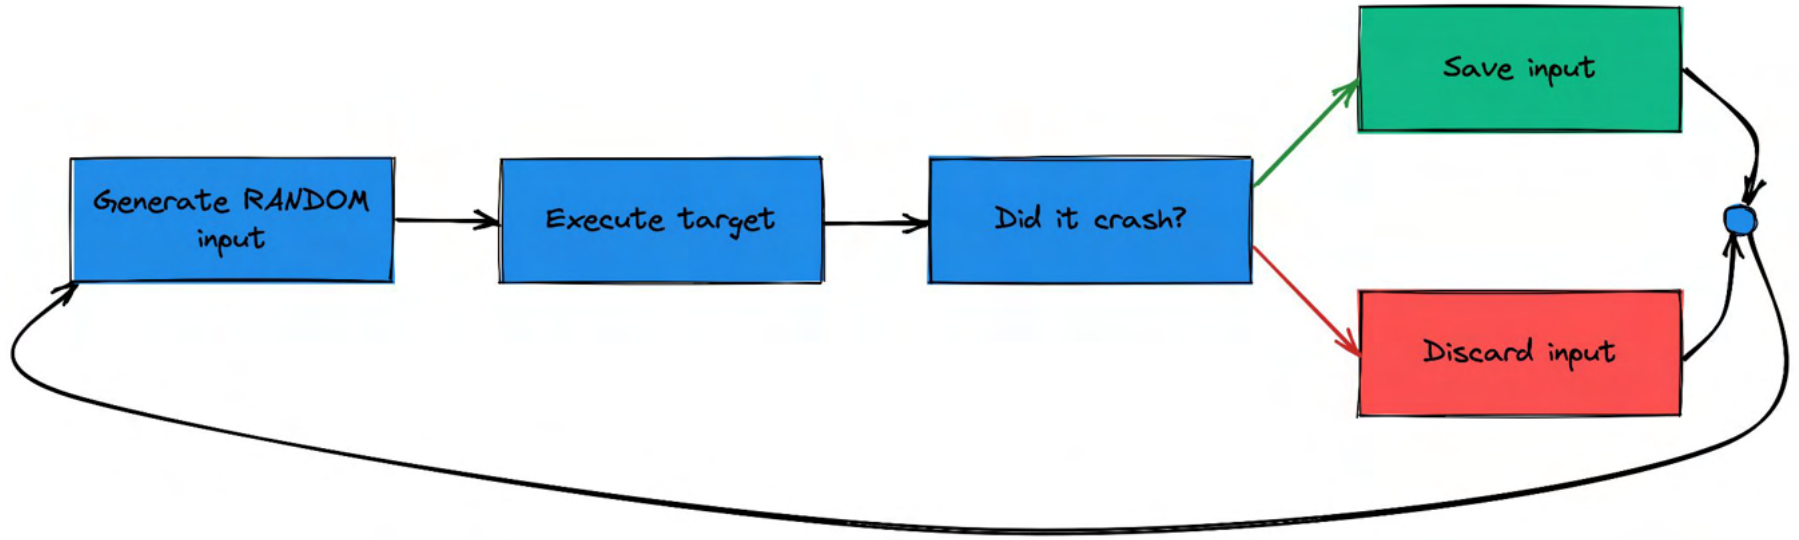 Generate RANDOM
input
Execute target
Did it crash?
Save input
Discard input